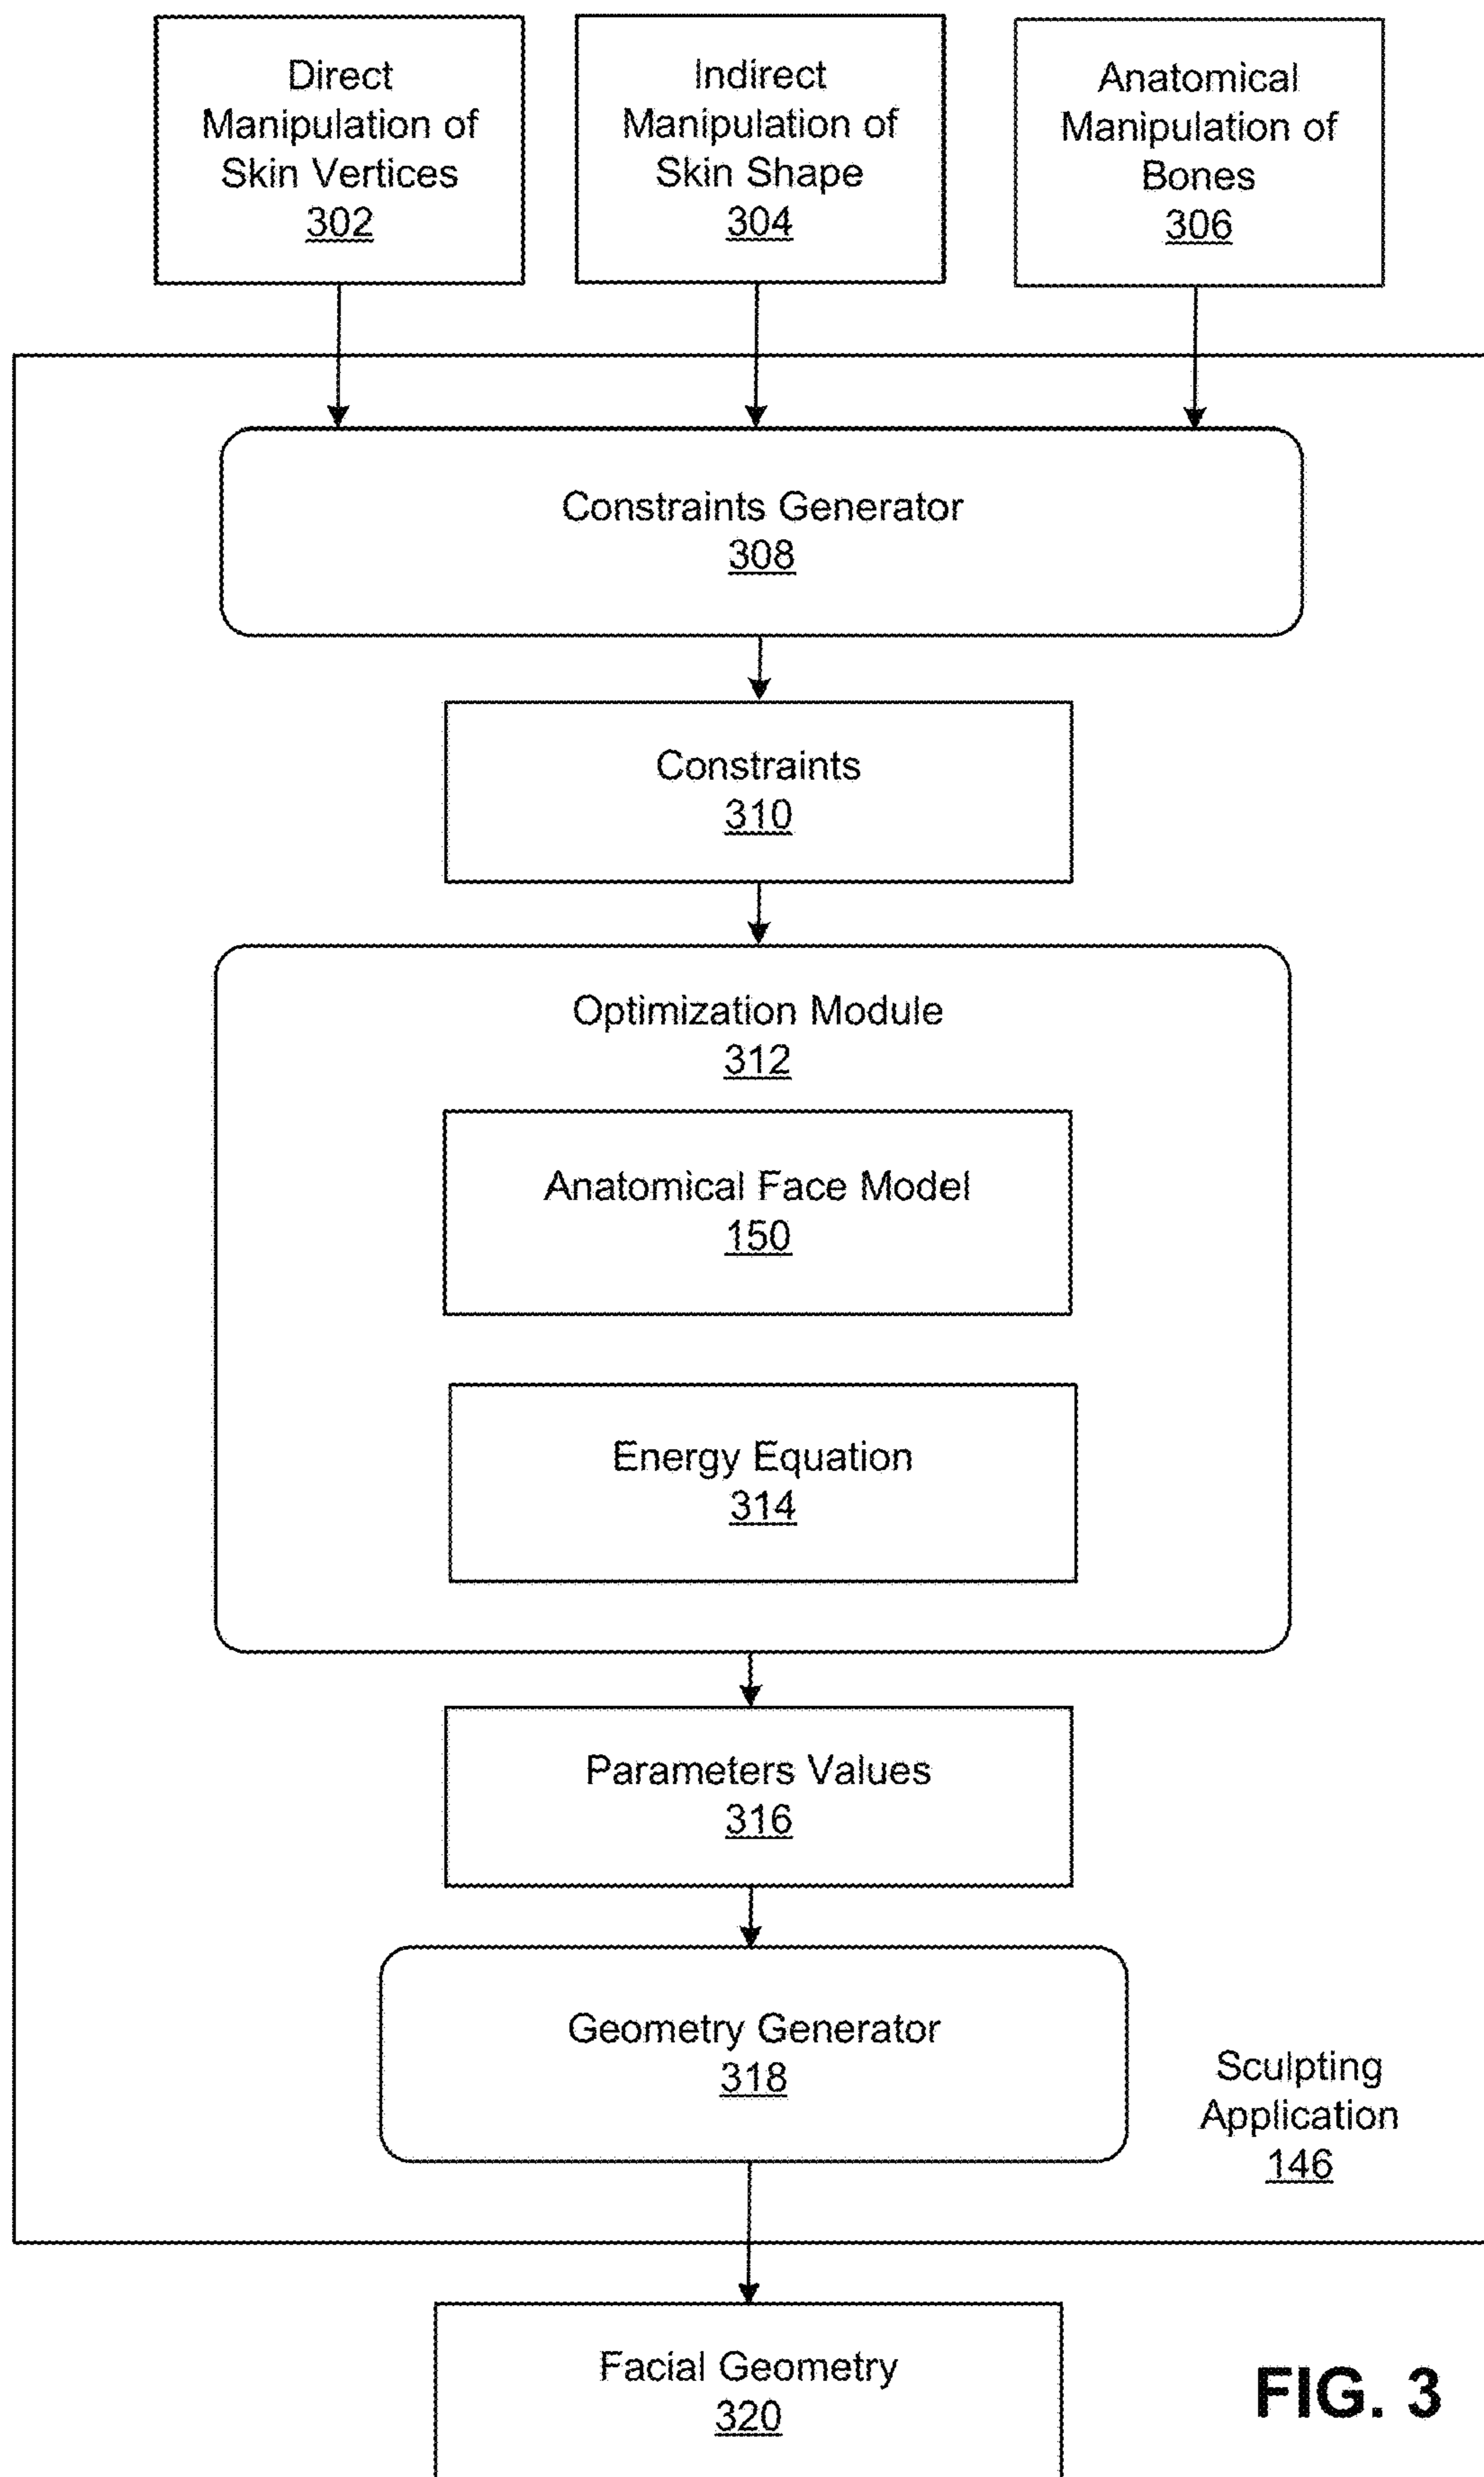 Direct
Manipulation of
Skin Vertices
302
Indirect
Manipulation of
Skin Shape
304
Anatomical
Manipulation of
Bones
306
Constraints Generator
308
Constraints
310
Optimization Module
312
Anatomical Face Model
150
Energy Equation
314
Parameters Values
316
Geometry Generator
318
Sculpting
Application
146
Facial Geometry
320
FIG. 3